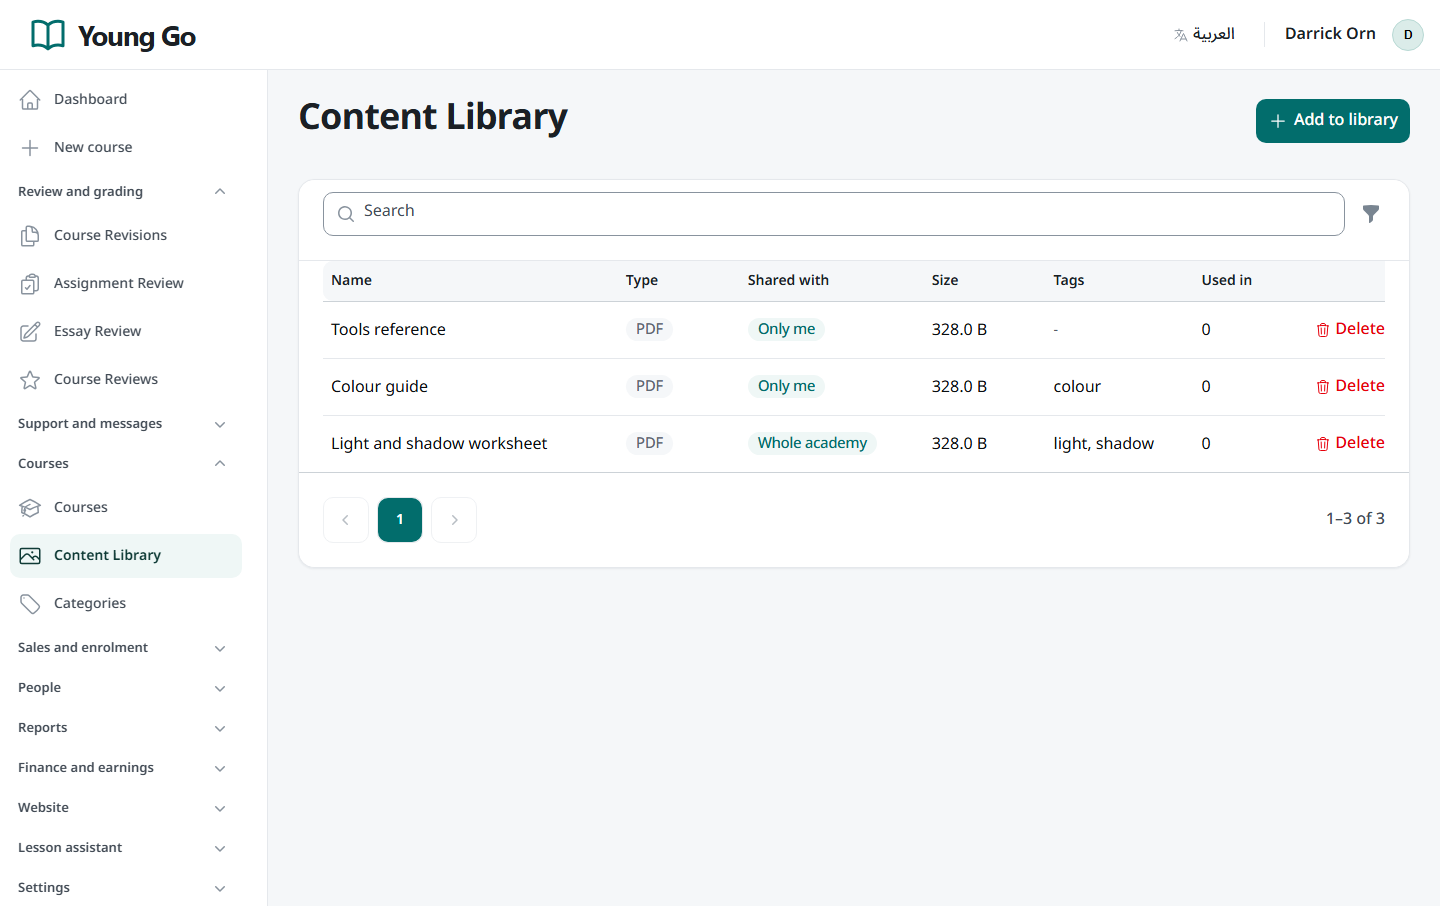 Young Go
العربية
Darrick Orn
D
Dashboard
New course
Review and grading
Course Revisions
Assignment Review
Essay Review
Course Reviews
Support and messages
Courses
Courses
Content Library
Categories
Sales and enrolment
People
Reports
Finance and earnings
Website
Lesson assistant
Settings
Content Library
Add to library
Search
Name Type Shared with Size Tags Used in
Tools reference PDF Only me 328.0 B - 0 Delete
Colour guide PDF Only me 328.0 B colour 0 Delete
Light and shadow worksheet PDF Whole academy 328.0 B light, shadow 0 Delete
1
1–3 of 3